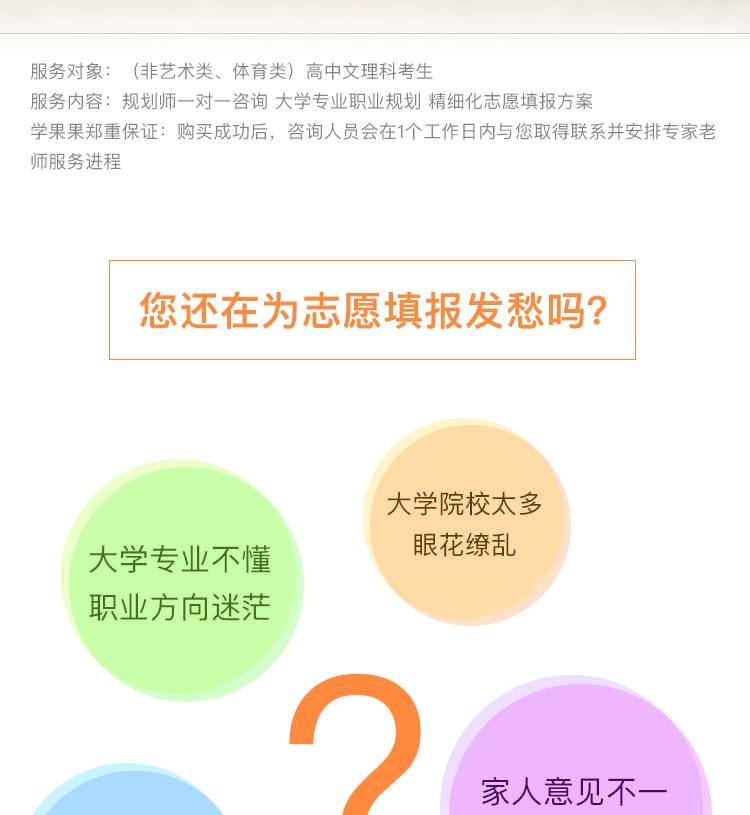 服务对象：（非艺术类、体育类）高中文理科考生
服务内容：规划师一对一咨询 大学专业职业规划 精细化志愿填报方案
学果果郑重保证：购买成功后，咨询人员会在1个工作日内与您取得联系并安排专家老
师服务进程
您还在为志愿填报发愁吗？
大学院校太多
眼花缭乱
大学专业不懂
职业方向迷茫
?
家人意见不一